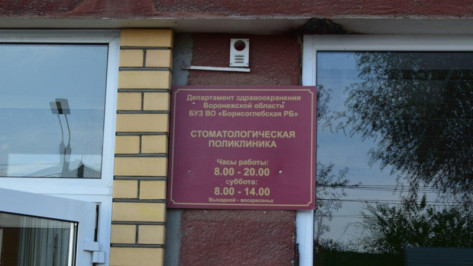 Департамент здравоохранения
Воронежской области
БУЗ ВО «Борисоглебская РБ»
СТОМАТОЛОГИЧЕСКАЯ
ПОЛИКЛИНИКА
Часы работы:
8.00 - 20.00
суббота:
8.00 - 14.00
Выходной - воскресенье